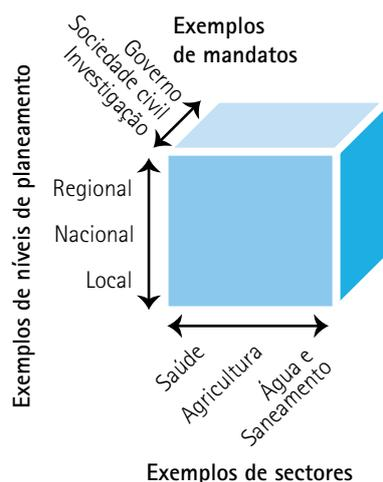 Exemplos
de mandatos
Governo
Sociedade civil
Investigação
Exemplos de níveis de planeamento
Regional
Nacional
Local
Saúde
Agricultura
Água e
Saneamento
Exemplos de sectores